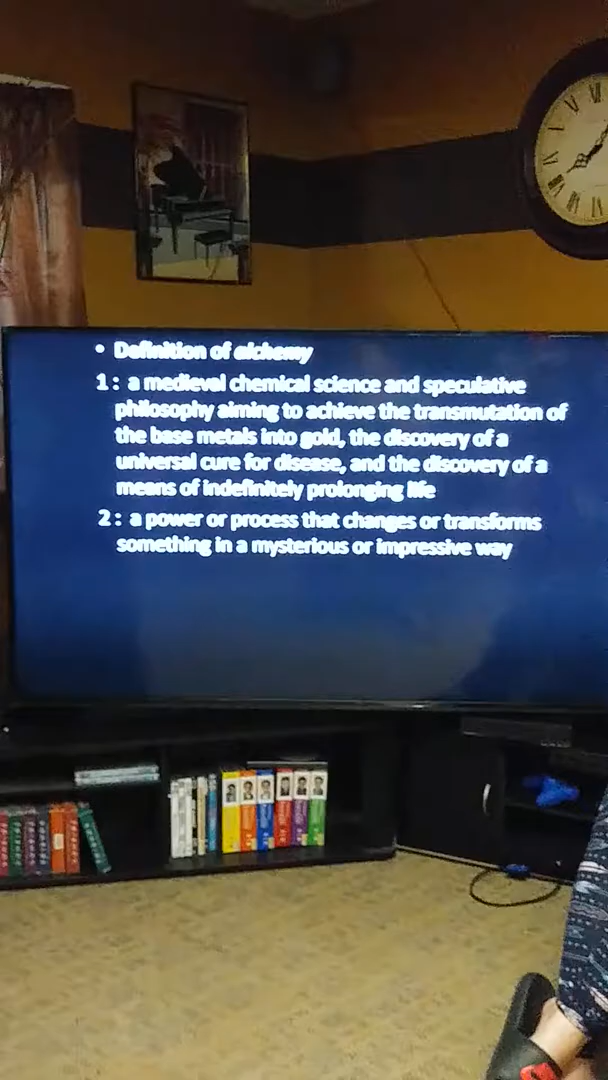 • Definition of alchemy
1 : a medieval chemical science and speculative
philosophy aiming to achieve the transmutation of
the base metals into gold, the discovery of a
universal cure for disease, and the discovery of a
means of indefinitely prolonging life
2 : a power or process that changes or transforms
something in a mysterious or impressive way